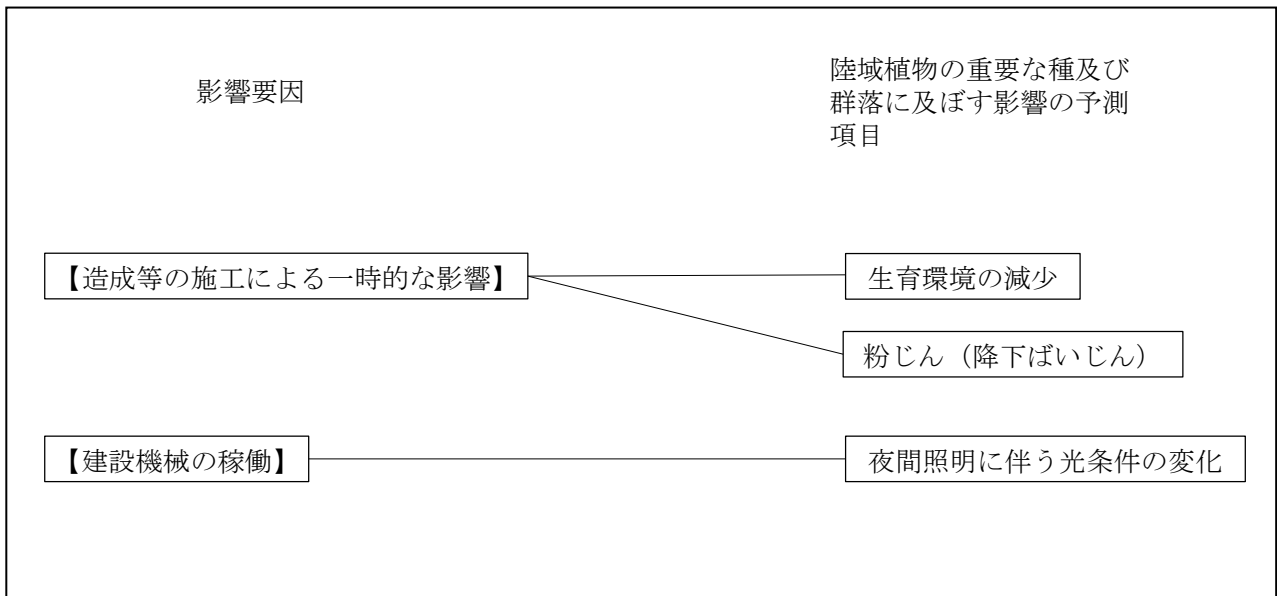 影響要因
陸域植物の重要な種及び
群落に及ぼす影響の予測
項目
【造成等の施工による一時的な影響】
生育環境の減少
粉じん（降下ばいじん）
【建設機械の稼働】
夜間照明に伴う光条件の変化